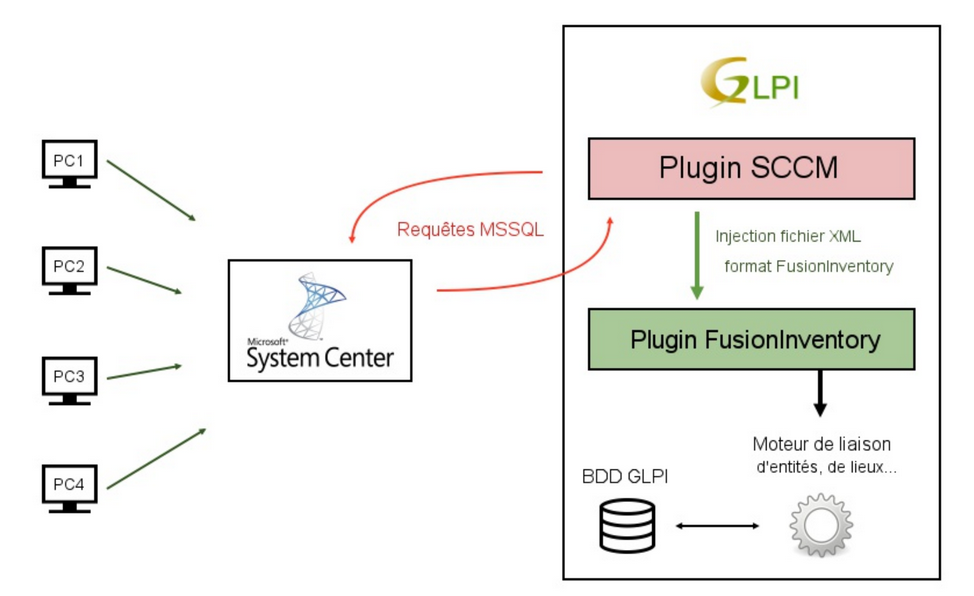 GLPI
PC1
Plugin SCCM
Requêtes MSSQL
Injection fichier XML
format FusionInventory
PC2
Microsoft
System Center
Plugin FusionInventory
PC3
Moteur de liaison
d'entités, de lieux...
BDD GLPI
PC4